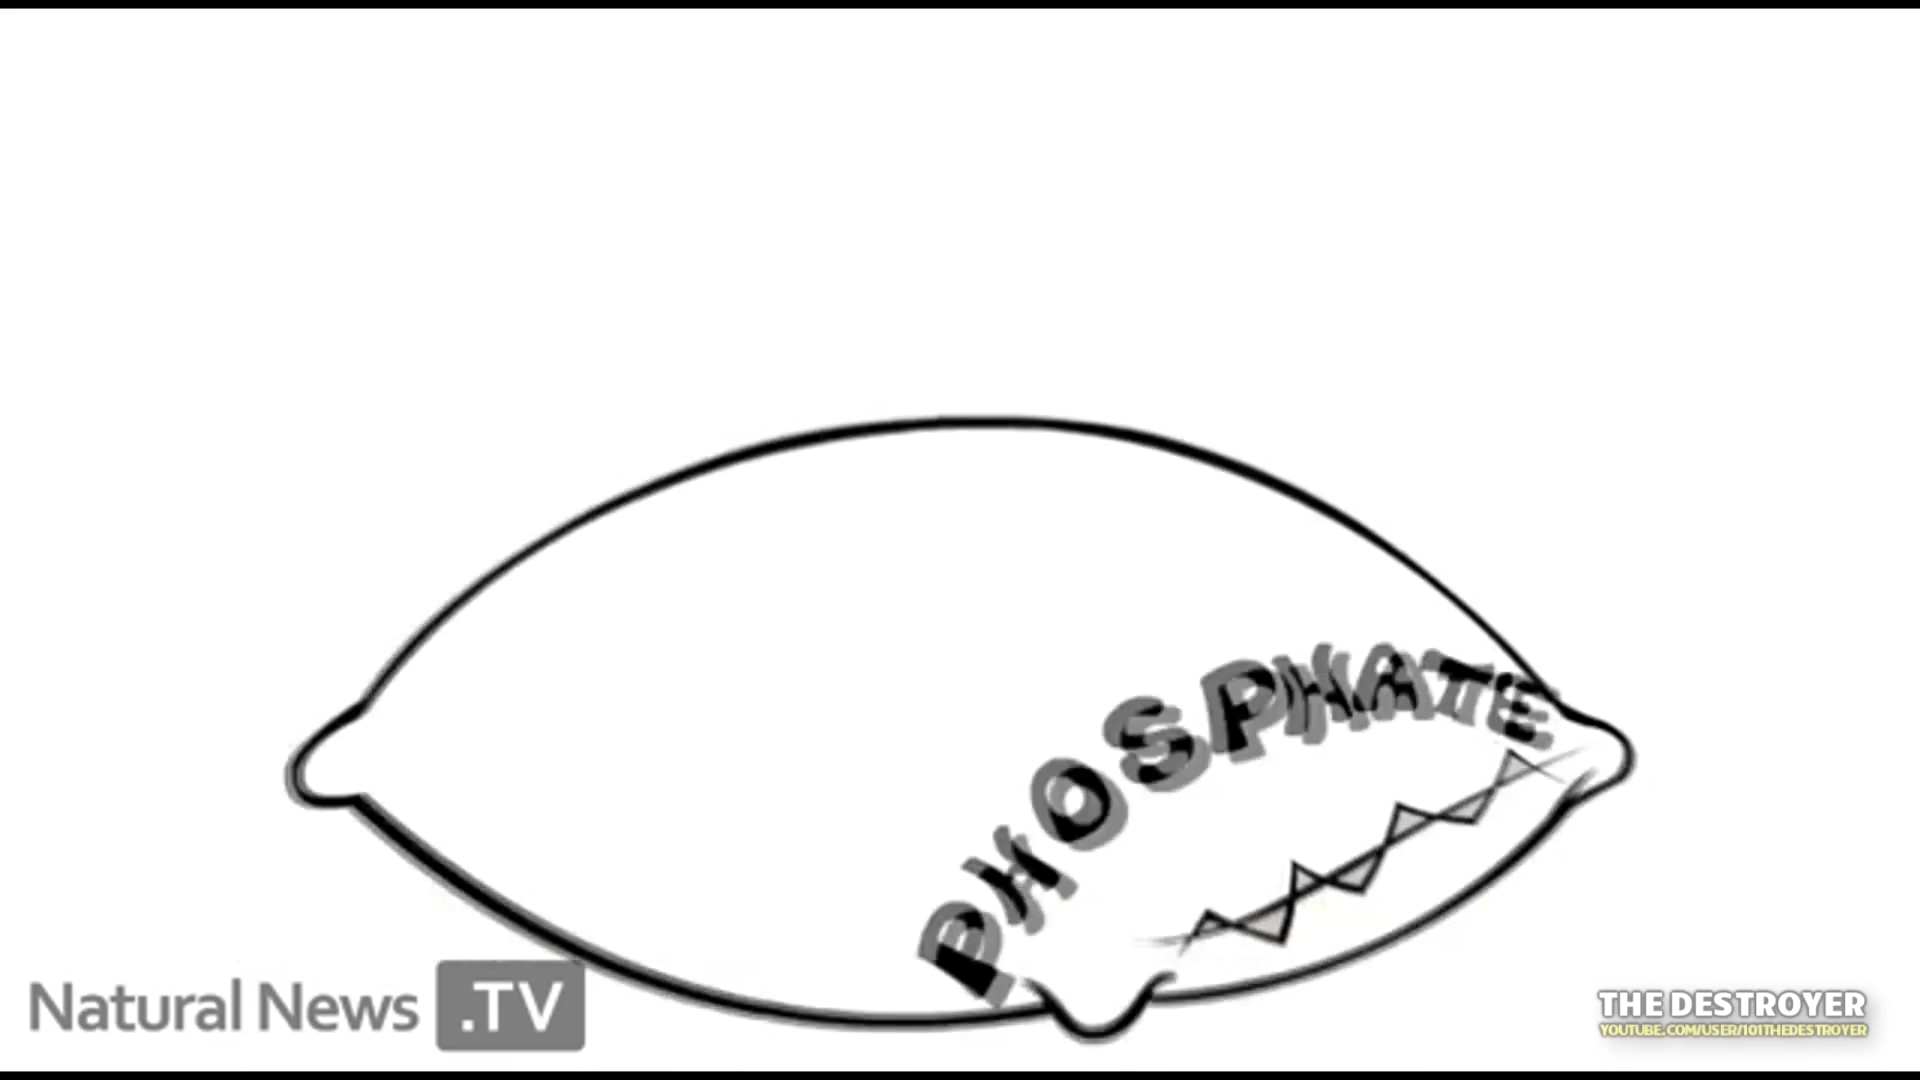 PHOSPHATE
Natural News .TV
THE DESTROYER
YOUTUBE.COM/USER/101THEDESTROYER